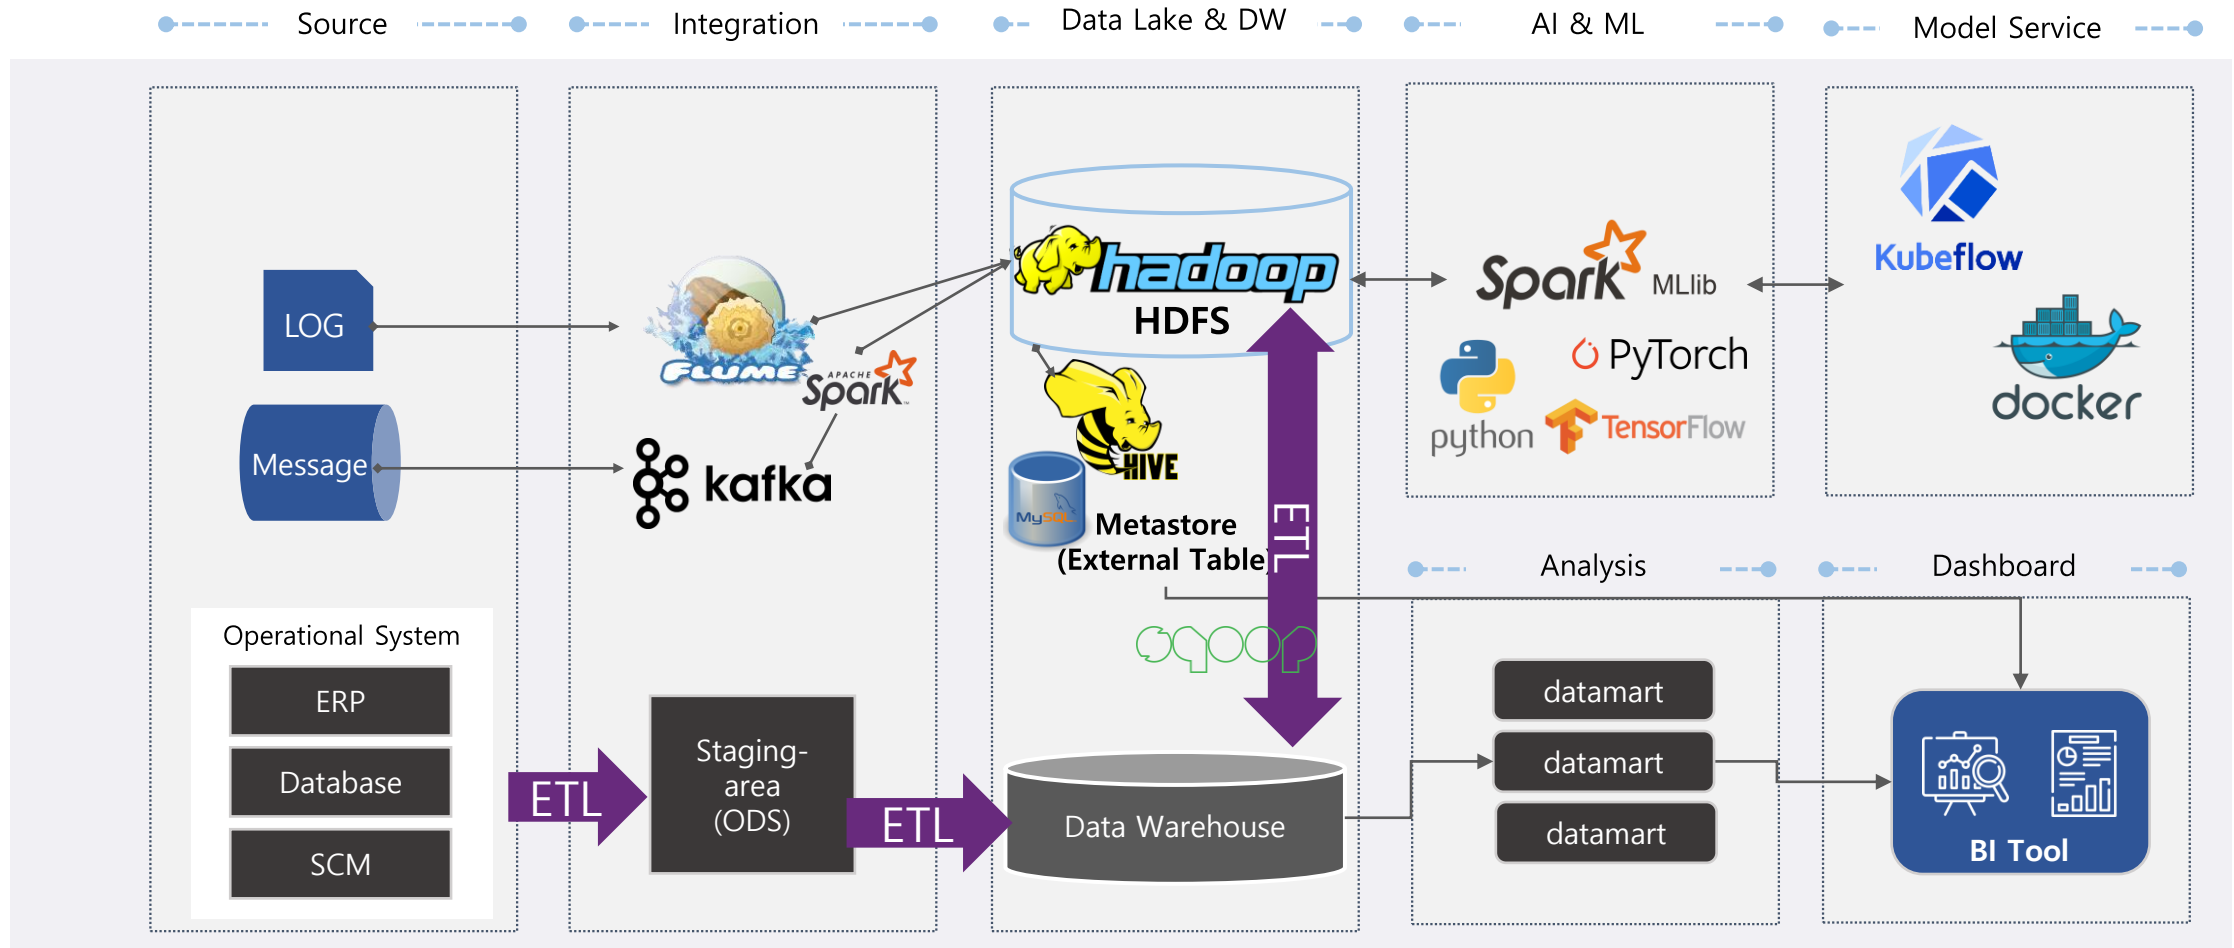 Source
Integration
Data Lake & DW
AI & ML
Model Service
LOG
Message
Operational System
ERP
Database
SCM
ETL
FLUME
APACHE
Spark
kafka
Staging-
area
(ODS)
ETL
hadoop
HDFS
HIVE
MySQL
Metastore
(External Table)
ETL
sqoop
Data Warehouse
Spark MLlib
PyTorch
python
TensorFlow
Kubeflow
docker
Analysis
datamart
datamart
datamart
Dashboard
BI Tool